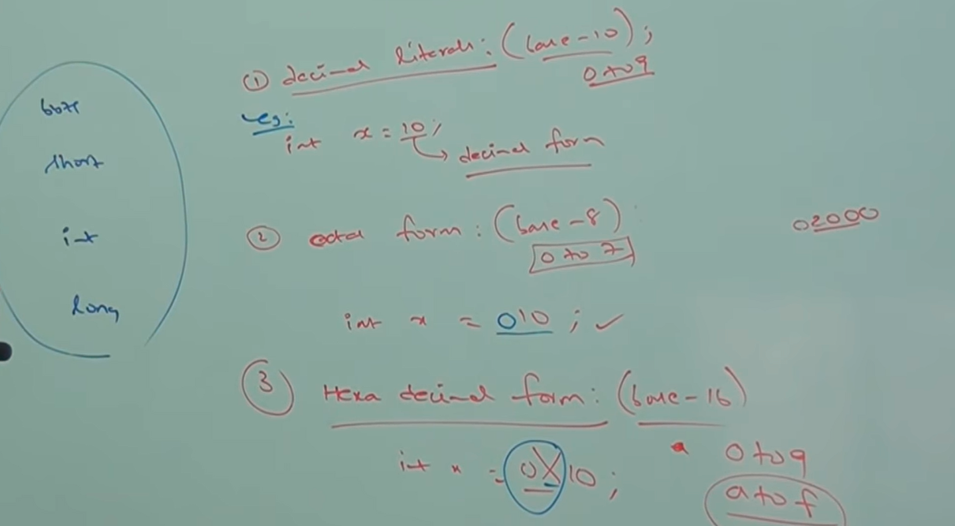 ① decimal literals: (base-10);
0 to 9
eg:
int x = 10;
decimal form
byte
short
int
long
② octal form: (base-8):
0 to 7
02000
int x = 010; ✓
③ Hexa decimal form: (base-16)
int x = 0X10;
0 to 9
a to f